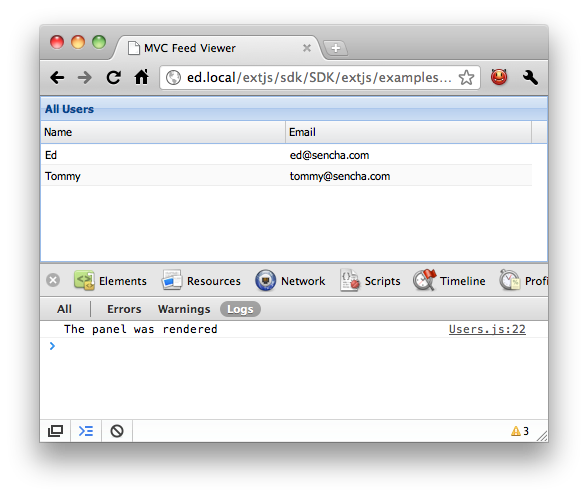 MVC Feed Viewer
ed.local/extjs/sdk/SDK/extjs/examples...
All Users
Name Email
Ed ed@sencha.com
Tommy tommy@sencha.com
Elements Resources Network Scripts Timeline Profi
All Errors Warnings Logs
The panel was rendered Users.js:22
3